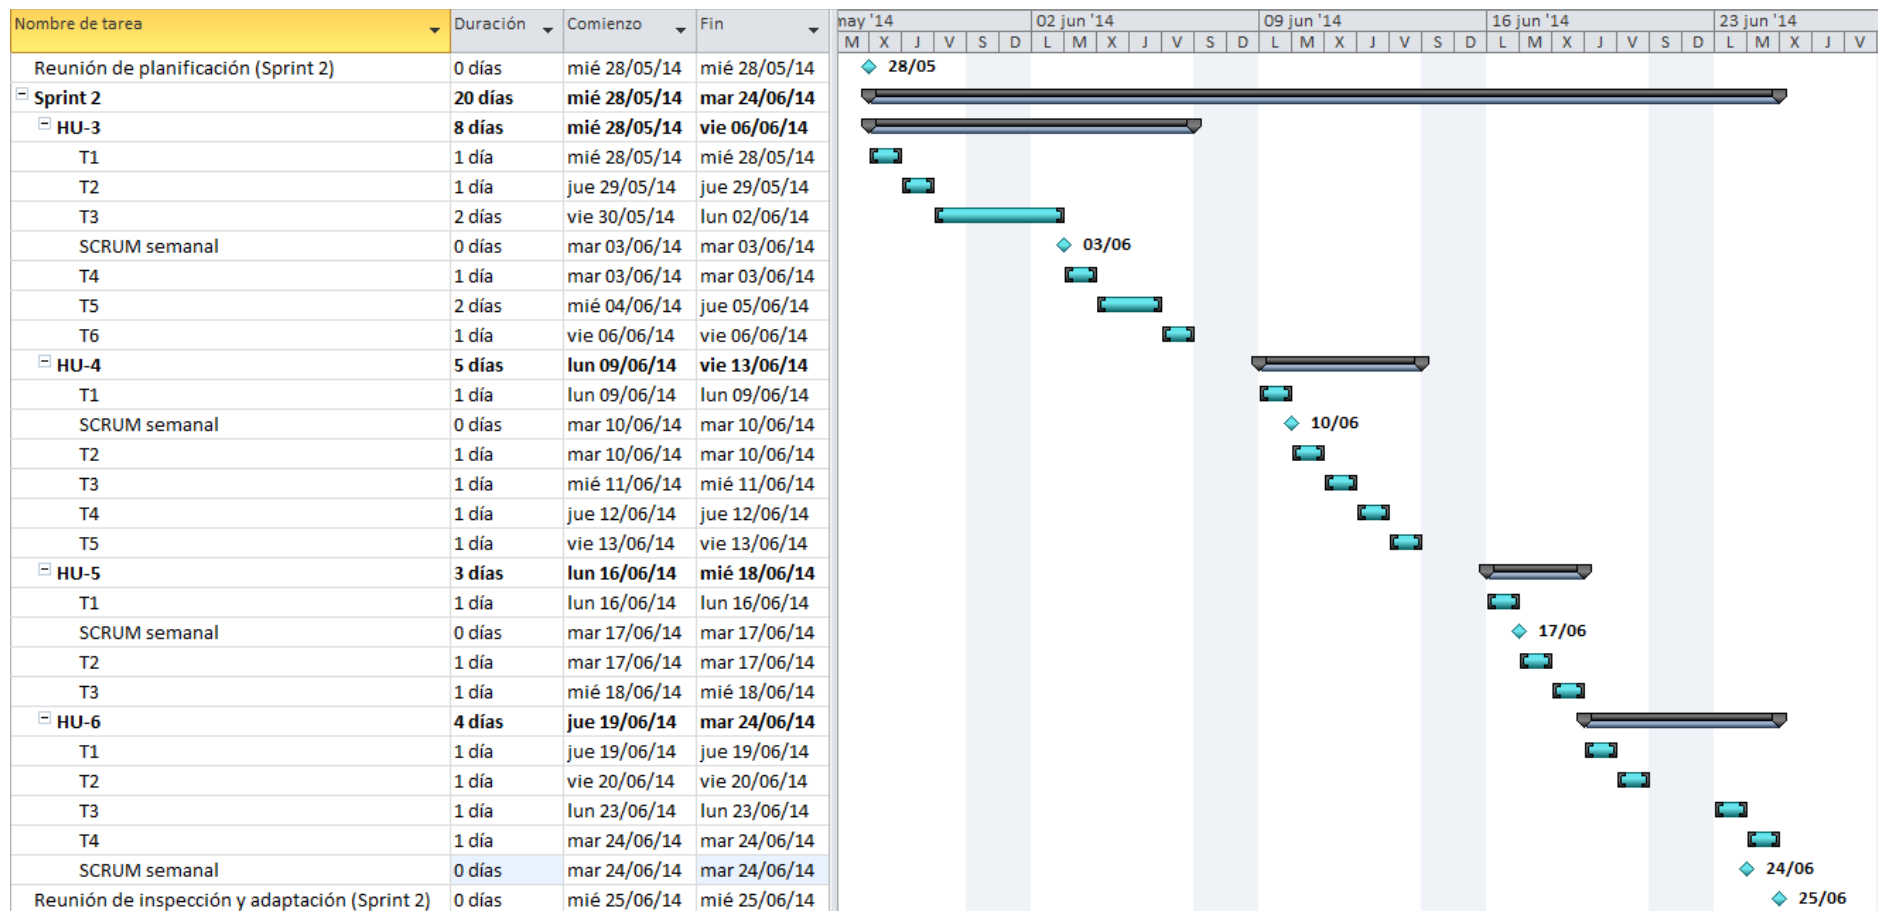 Nombre de tarea Duración Comienzo Fin may '14 02 jun '14 09 jun '14 16 jun '14 23 jun '14
M X J V S D L M X J V S D L M X J V S D L M X J V S D L M X J V
Reunión de planificación (Sprint 2) 0 días mié 28/05/14 mié 28/05/14 28/05
Sprint 2 20 días mié 28/05/14 mar 24/06/14
HU-3 8 días mié 28/05/14 vie 06/06/14
T1 1 día mié 28/05/14 mié 28/05/14
T2 1 día jue 29/05/14 jue 29/05/14
T3 2 días vie 30/05/14 lun 02/06/14
SCRUM semanal 0 días mar 03/06/14 mar 03/06/14 03/06
T4 1 día mar 03/06/14 mar 03/06/14
T5 2 días mié 04/06/14 jue 05/06/14
T6 1 día vie 06/06/14 vie 06/06/14
HU-4 5 días lun 09/06/14 vie 13/06/14
T1 1 día lun 09/06/14 lun 09/06/14
SCRUM semanal 0 días mar 10/06/14 mar 10/06/14 10/06
T2 1 día mar 10/06/14 mar 10/06/14
T3 1 día mié 11/06/14 mié 11/06/14
T4 1 día jue 12/06/14 jue 12/06/14
T5 1 día vie 13/06/14 vie 13/06/14
HU-5 3 días lun 16/06/14 mié 18/06/14
T1 1 día lun 16/06/14 lun 16/06/14
SCRUM semanal 0 días mar 17/06/14 mar 17/06/14 17/06
T2 1 día mar 17/06/14 mar 17/06/14
T3 1 día mié 18/06/14 mié 18/06/14
HU-6 4 días jue 19/06/14 mar 24/06/14
T1 1 día jue 19/06/14 jue 19/06/14
T2 1 día vie 20/06/14 vie 20/06/14
T3 1 día lun 23/06/14 lun 23/06/14
T4 1 día mar 24/06/14 mar 24/06/14
SCRUM semanal 0 días mar 24/06/14 mar 24/06/14 24/06
Reunión de inspección y adaptación (Sprint 2) 0 días mié 25/06/14 mié 25/06/14 25/06